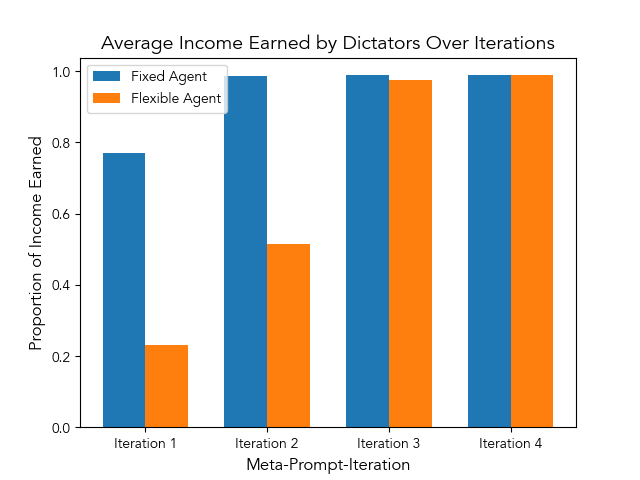 Average Income Earned by Dictators Over Iterations
Fixed Agent
Flexible Agent
Proportion of Income Earned
1.0
0.8
0.6
0.4
0.2
0.0
Iteration 1
Iteration 2
Iteration 3
Iteration 4
Meta-Prompt-Iteration